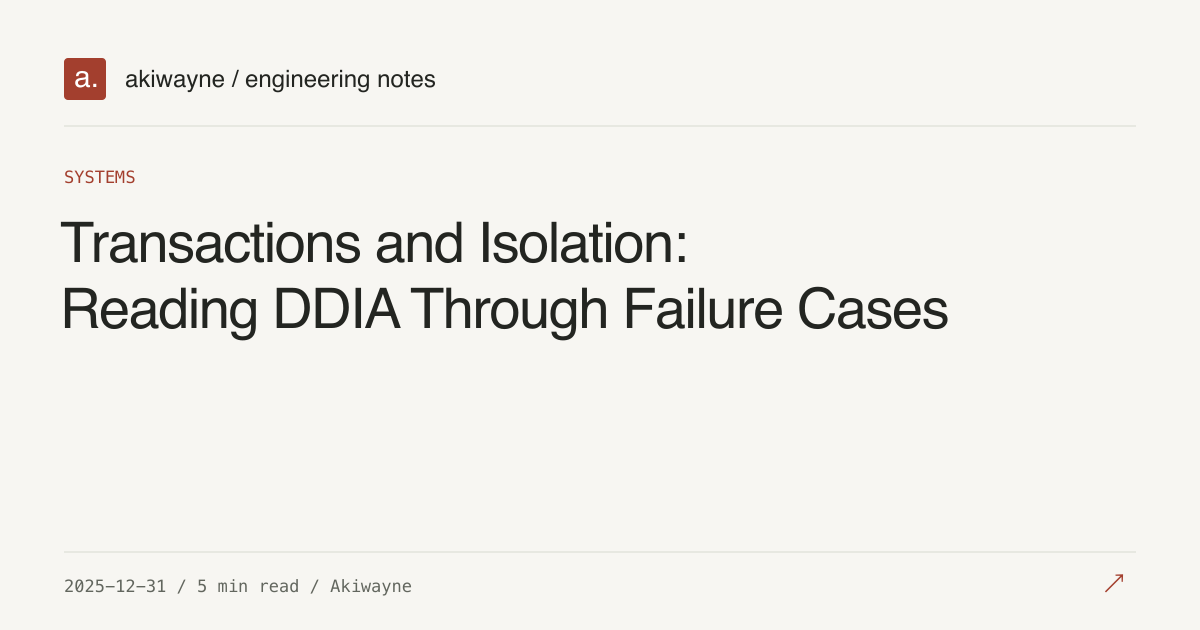 a. akiwayne / engineering notes
SYSTEMS
Transactions and Isolation:
Reading DDIA Through Failure Cases
2025-12-31 / 5 min read / Akiwayne